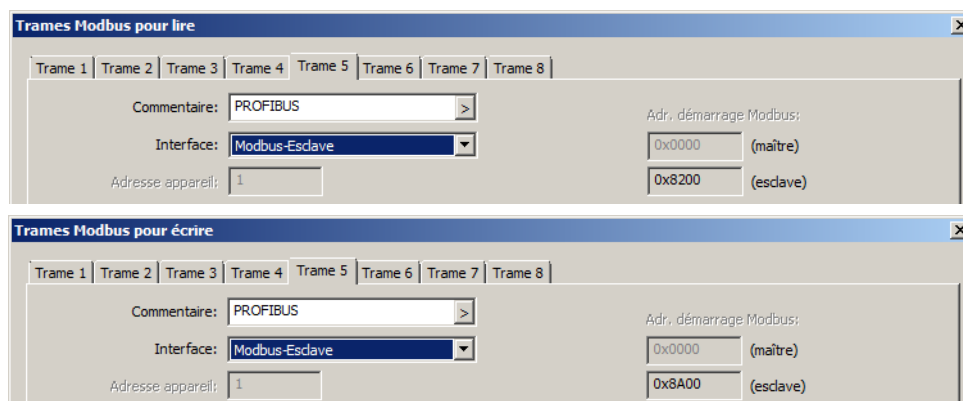 Trames Modbus pour lire
Trame 1 Trame 2 Trame 3 Trame 4 Trame 5 Trame 6 Trame 7 Trame 8
Commentaire: PROFIBUS > Adr. démarrage Modbus:
Interface: Modbus-Esclave 0x0000 (maître)
Adresse appareil: 1 0x8200 (esclave)
Trames Modbus pour écrire
Trame 1 Trame 2 Trame 3 Trame 4 Trame 5 Trame 6 Trame 7 Trame 8
Commentaire: PROFIBUS > Adr. démarrage Modbus:
Interface: Modbus-Esclave 0x0000 (maître)
Adresse appareil: 1 0x8A00 (esclave)